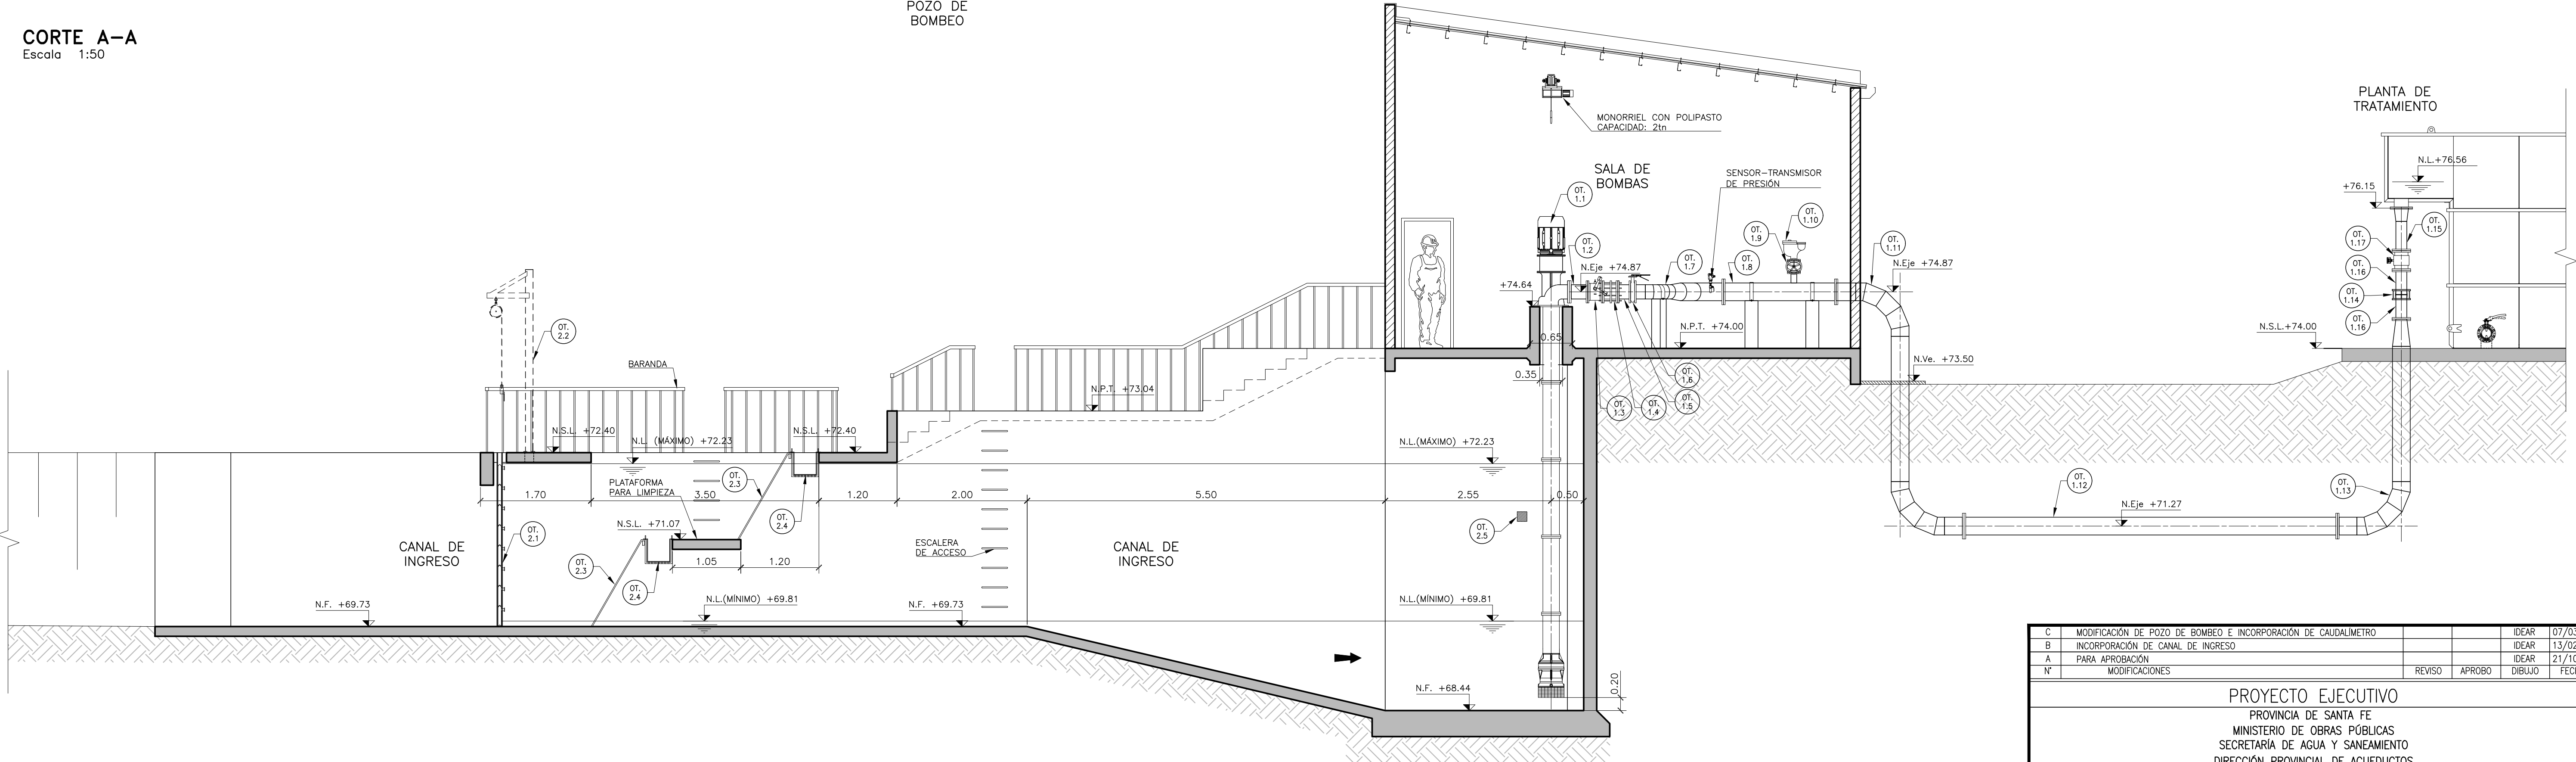 POZO DE
BOMBEO
CORTE A-A
Escala 1:50
MONORRIEL CON POLIPASTO
CAPACIDAD: 2tn
SALA DE
BOMBAS
SENSOR-TRANSMISOR
DE PRESIÓN
OT.
1.1
OT.
1.2
N.Eje +74.87
OT.
1.7
OT.
1.8
OT.
1.9
OT.
1.10
OT.
1.11
N.Eje +74.87
+74.64
N.P.T. +74.00
0.65
0.35
OT.
1.3
OT.
1.4
OT.
1.5
OT.
1.6
N.Ve. +73.50
PLANTA DE
TRATAMIENTO
N.L.+76.56
+76.15
OT.
1.15
OT.
1.17
OT.
1.16
OT.
1.14
OT.
1.16
N.S.L.+74.00
OT.
1.12
N.Eje +71.27
OT.
1.13
OT.
2.2
BARANDA
N.P.T. +73.04
N.S.L. +72.40
N.L. (MÁXIMO) +72.23
N.S.L. +72.40
N.L.(MÁXIMO) +72.23
PLATAFORMA
PARA LIMPIEZA
OT.
2.3
1.70
3.50
1.20
2.00
5.50
2.55
0.50
OT.
2.4
N.S.L. +71.07
OT.
2.1
OT.
2.5
CANAL DE
INGRESO
ESCALERA
DE ACCESO
CANAL DE
INGRESO
OT.
2.3
1.05
1.20
OT.
2.4
N.F. +69.73
N.L.(MÍNIMO) +69.81
N.F. +69.73
N.L.(MÍNIMO) +69.81
N.F. +68.44
0.20
C MODIFICACIÓN DE POZO DE BOMBEO E INCORPORACIÓN DE CAUDALÍMETRO IDEAR 07/03
B INCORPORACIÓN DE CANAL DE INGRESO IDEAR 13/02
A PARA APROBACIÓN IDEAR 21/10
N° MODIFICACIONES REVISO APROBO DIBUJO FECH
PROYECTO EJECUTIVO
PROVINCIA DE SANTA FE
MINISTERIO DE OBRAS PÚBLICAS
SECRETARÍA DE AGUA Y SANEAMIENTO
DIRECCIÓN PROVINCIAL DE ACUEDUCTOS